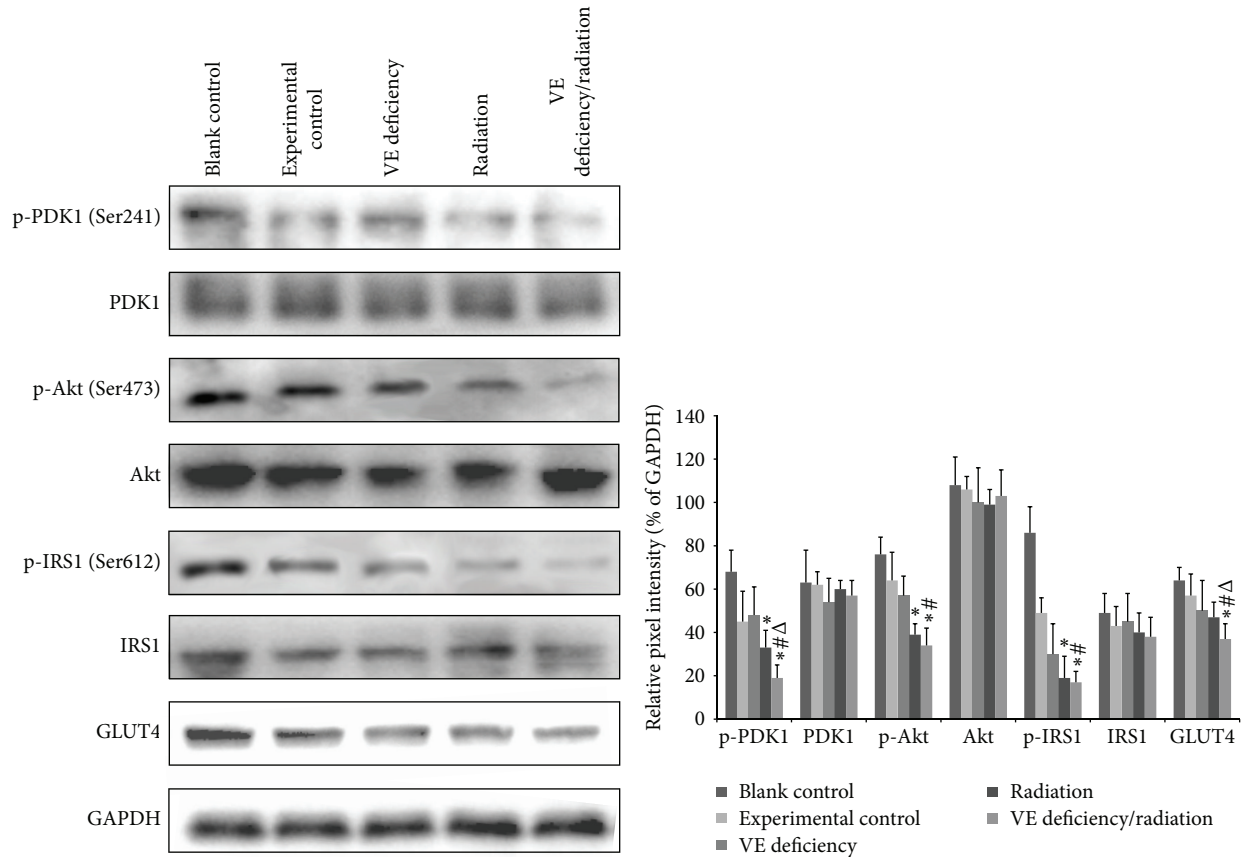 Blank control
Experimental
control
VE deficiency
Radiation
VE
deficiency/radiation
p-PDK1 (Ser241)
PDK1
p-Akt (Ser473)
Akt
p-IRS1 (Ser612)
IRS1
GLUT4
GAPDH
Relative pixel intensity (% of GAPDH)
140
120
100
80
60
40
20
0
*
*#Δ
*
*#
*
*#
*#Δ
p-PDK1 PDK1 p-Akt Akt p-IRS1 IRS1 GLUT4
Blank control
Experimental control
VE deficiency
Radiation
VE deficiency/radiation